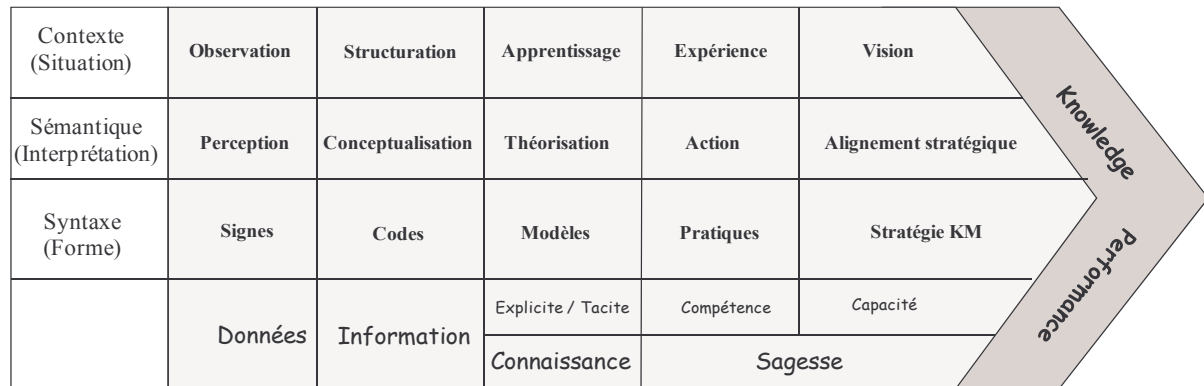 Contexte
(Situation)
Observation
Structuration
Apprentissage
Expérience
Vision
Sémantique
(Interprétation)
Perception
Conceptualisation
Théorisation
Action
Alignement stratégique
Syntaxe
(Forme)
Signes
Codes
Modèles
Pratiques
Stratégie KM
Explicite / Tacite
Compétence
Capacité
Données
Information
Connaissance
Sagesse
Knowledge
Performance